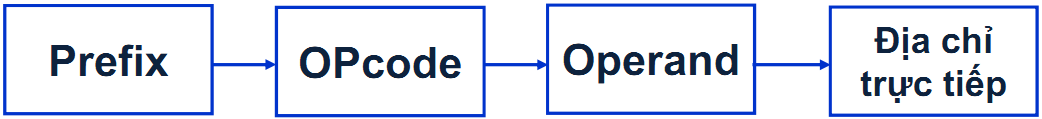 Prefix
OPcode
Operand
Địa chỉ
trực tiếp